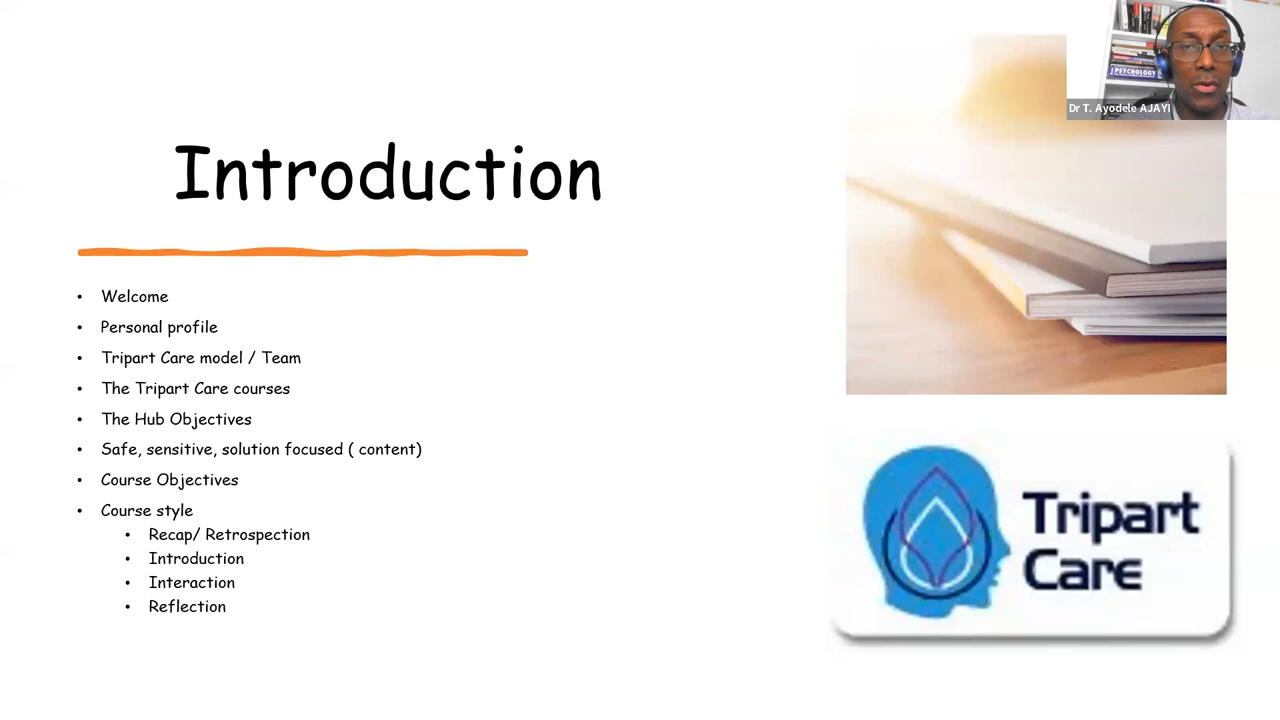 Introduction
• Welcome
• Personal profile
• Tripart Care model / Team
• The Tripart Care courses
• The Hub Objectives
• Safe, sensitive, solution focused ( content)
• Course Objectives
• Course style
• Recap/ Retrospection
• Introduction
• Interaction
• Reflection
PSYCHOLOGY
Dr T. Ayodele AJAYI
Tripart
Care